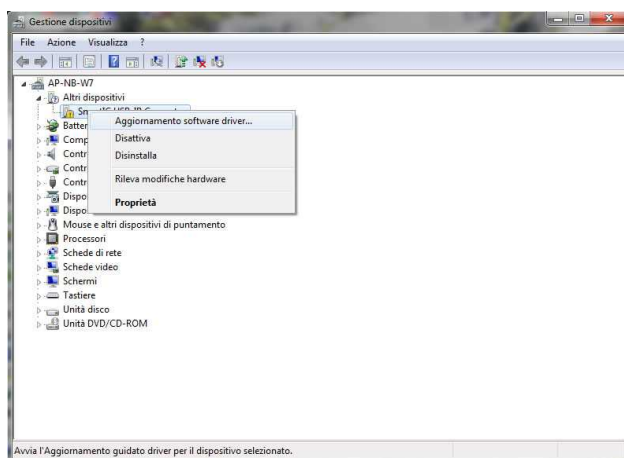 Gestione dispositivi
File Azione Visualizza ?
AP-NB-W7
Altri dispositivi
Aggiornamento software driver...
Disattiva
Disinstalla
Rileva modifiche hardware
Proprietà
Mouse e altri dispositivi di puntamento
Processori
Schede di rete
Schede video
Schermi
Tastiere
Unità disco
Unità DVD/CD-ROM
Avvia l'Aggiornamento guidato driver per il dispositivo selezionato.